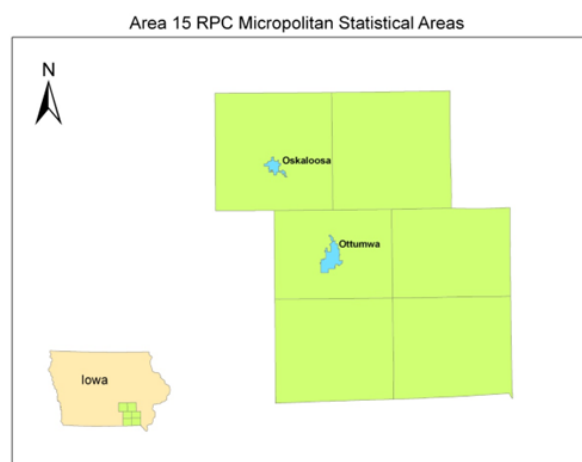 Area 15 RPC Micropolitan Statistical Areas
N
Oskaloosa
Ottumwa
Iowa